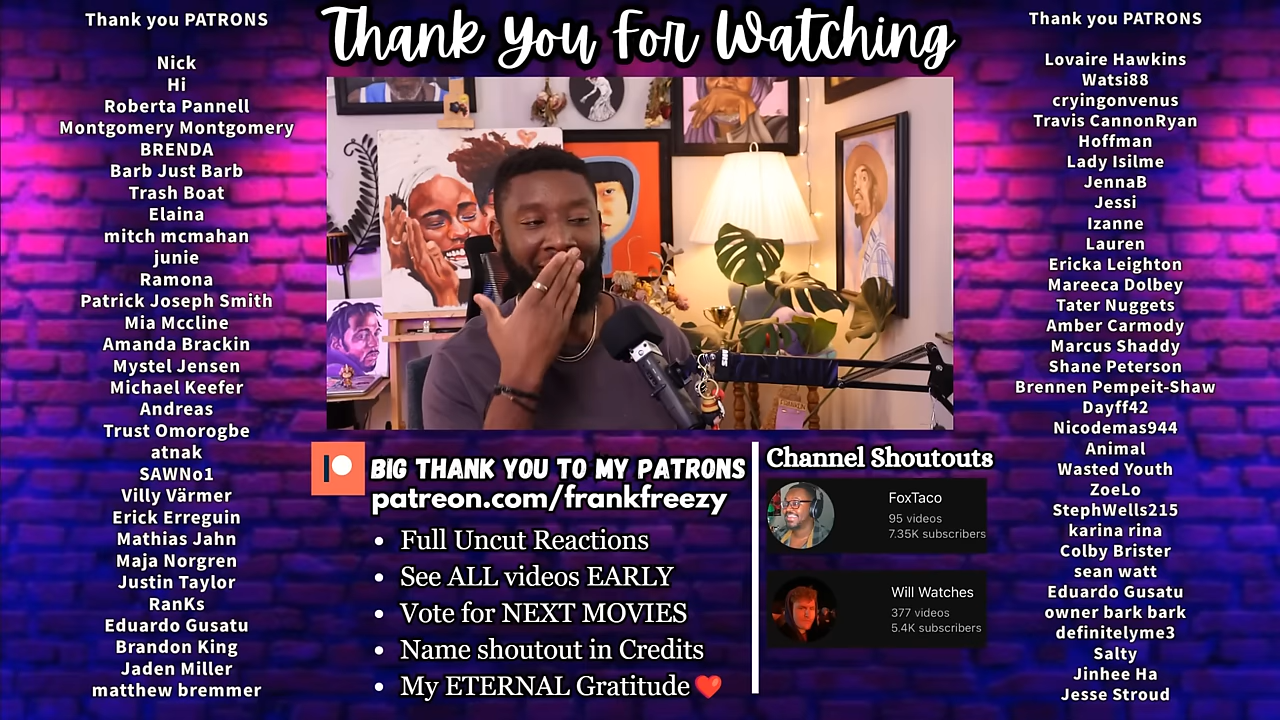 Thank you PATRONS
Nick
Hi
Roberta Pannell
Montgomery Montgomery
BRENDA
Barb Just Barb
Trash Boat
Elaina
mitch mcmahan
junie
Ramona
Patrick Joseph Smith
Mia Mccline
Amanda Brackin
Mystel Jensen
Michael Keefer
Andreas
Trust Omorogbe
atnak
SAWNo1
Villy Värmer
Erick Erreguin
Mathias Jahn
Maja Norgren
Justin Taylor
RanKs
Eduardo Gusatu
Brandon King
Jaden Miller
matthew bremmer
Thank You For Watching
BIG THANK YOU TO MY PATRONS
patreon.com/frankfreezy
• Full Uncut Reactions
• See ALL videos EARLY
• Vote for NEXT MOVIES
• Name shoutout in Credits
• My ETERNAL Gratitude ❤️
Channel Shoutouts
FoxTaco
95 videos
7.35K subscribers
Will Watches
377 videos
5.4K subscribers
Thank you PATRONS
Lovaire Hawkins
Watsi88
cryingonvenus
Travis CannonRyan
Hoffman
Lady Isilme
JennaB
Jessi
Izanne
Lauren
Ericka Leighton
Mareeca Dolbey
Tater Nuggets
Amber Carmody
Marcus Shaddy
Shane Peterson
Brennen Pempeit-Shaw
Dayff42
Nicodemas944
Animal
Wasted Youth
ZoeLo
StephWells215
karina rina
Colby Brister
sean watt
Eduardo Gusatu
owner bark bark
definitelyme3
Salty
Jinhee Ha
Jesse Stroud